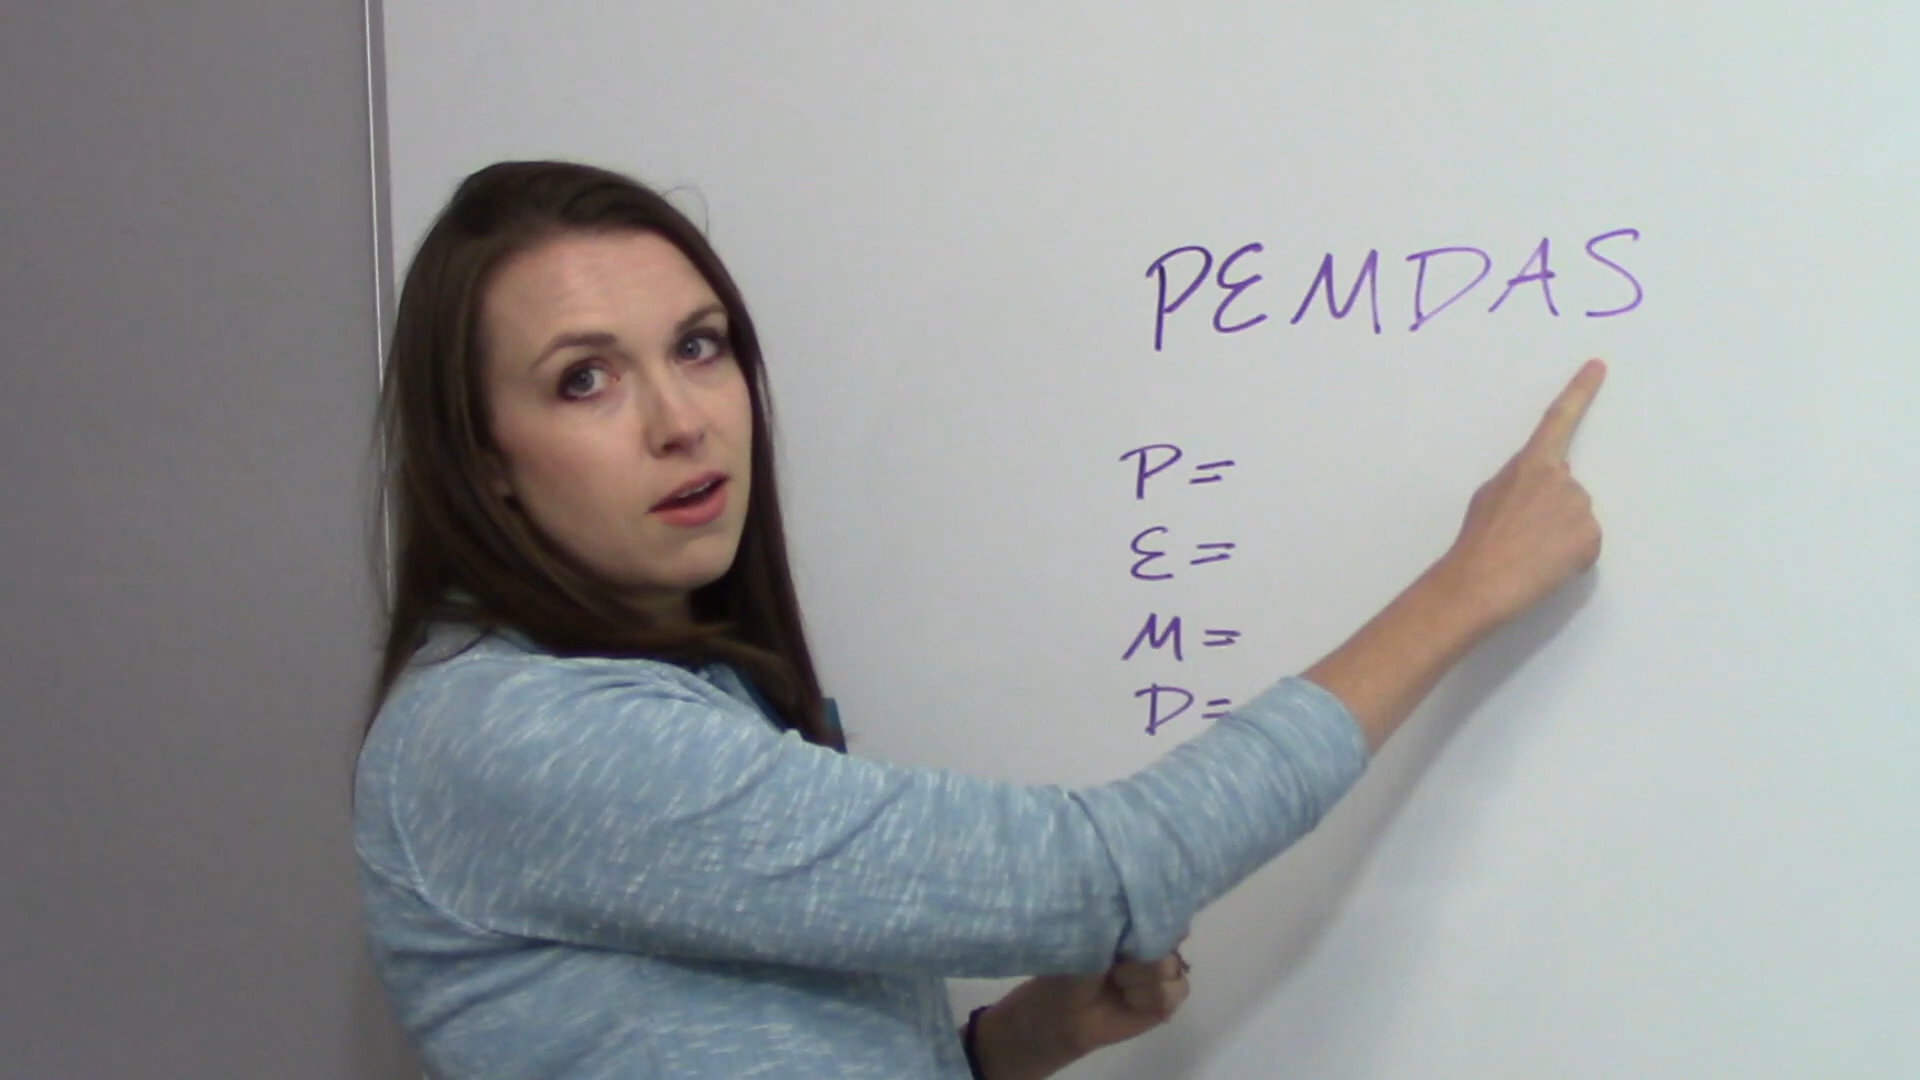 PEMDAS
P=
E=
M=
D=